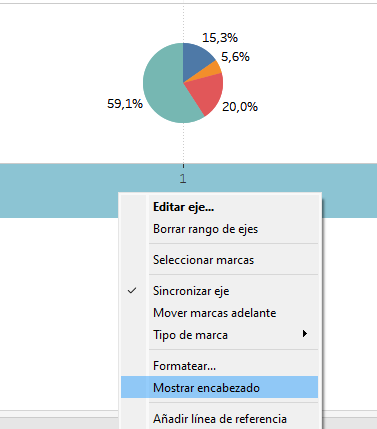 15,3%
5,6%
59,1%
20,0%
1
Editar eje...
Borrar rango de ejes
Seleccionar marcas
Sincronizar eje
Mover marcas adelante
Tipo de marca
Formatear...
Mostrar encabezado
Añadir línea de referencia